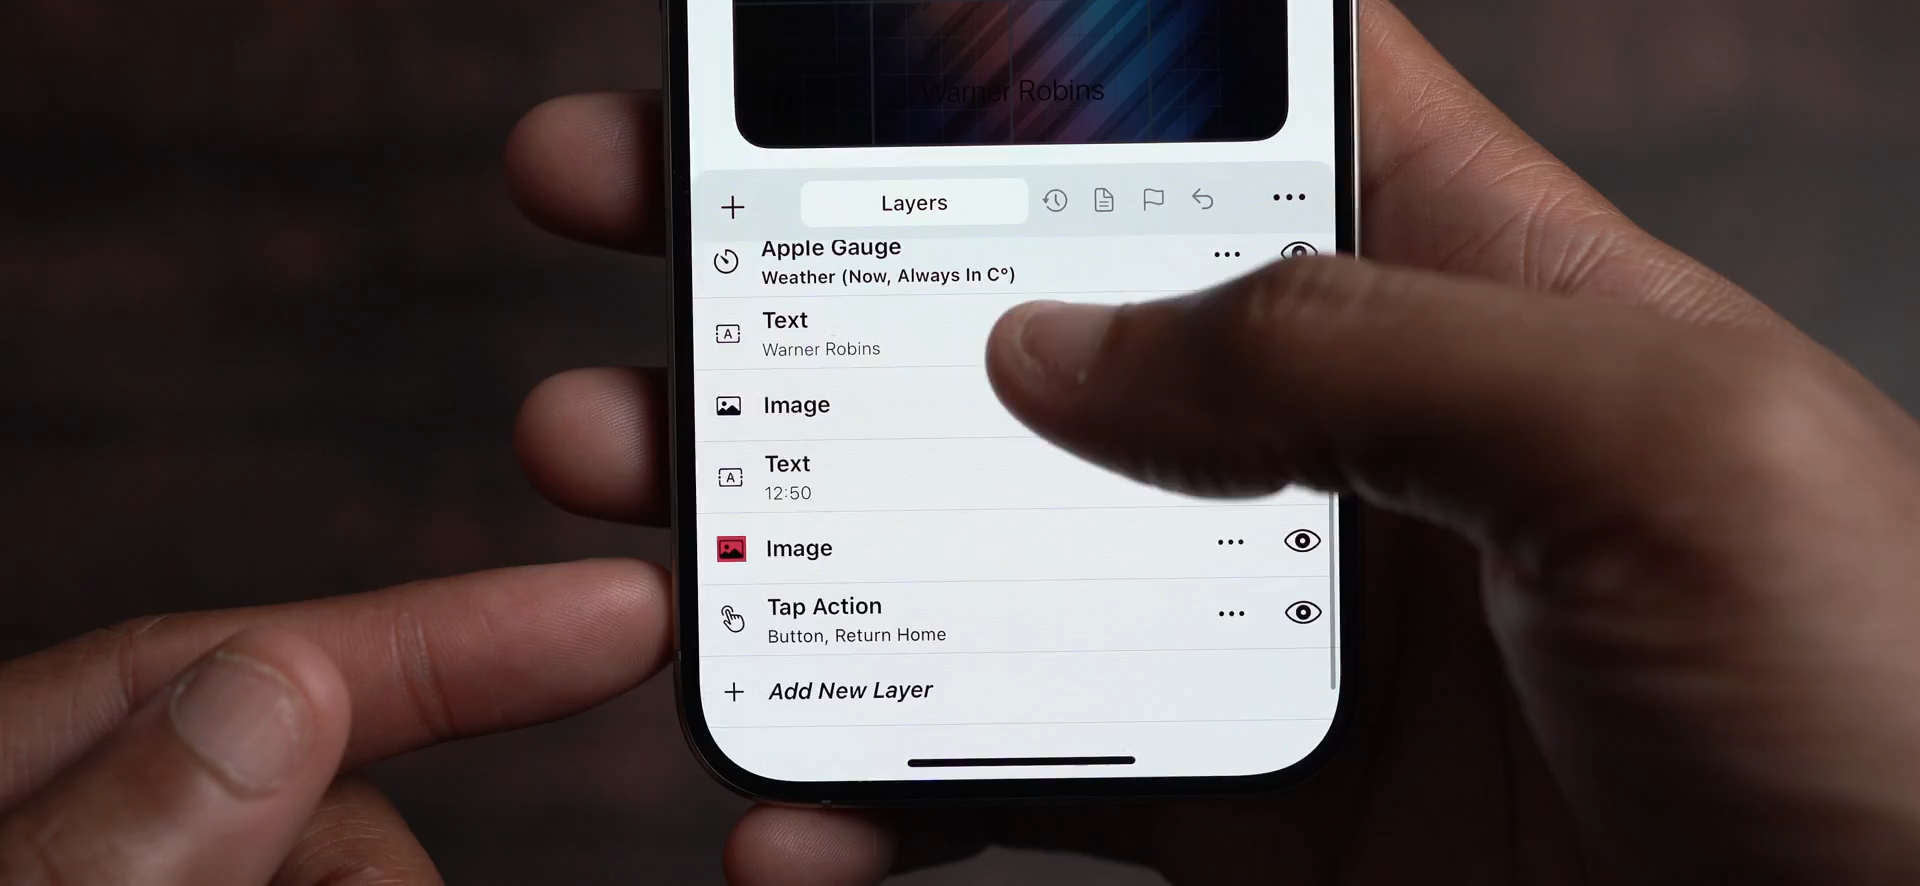 Warner Robins
Layers
Apple Gauge
Weather (Now, Always In C°)
Text
Warner Robins
Image
Text
12:50
Image
Tap Action
Button, Return Home
Add New Layer